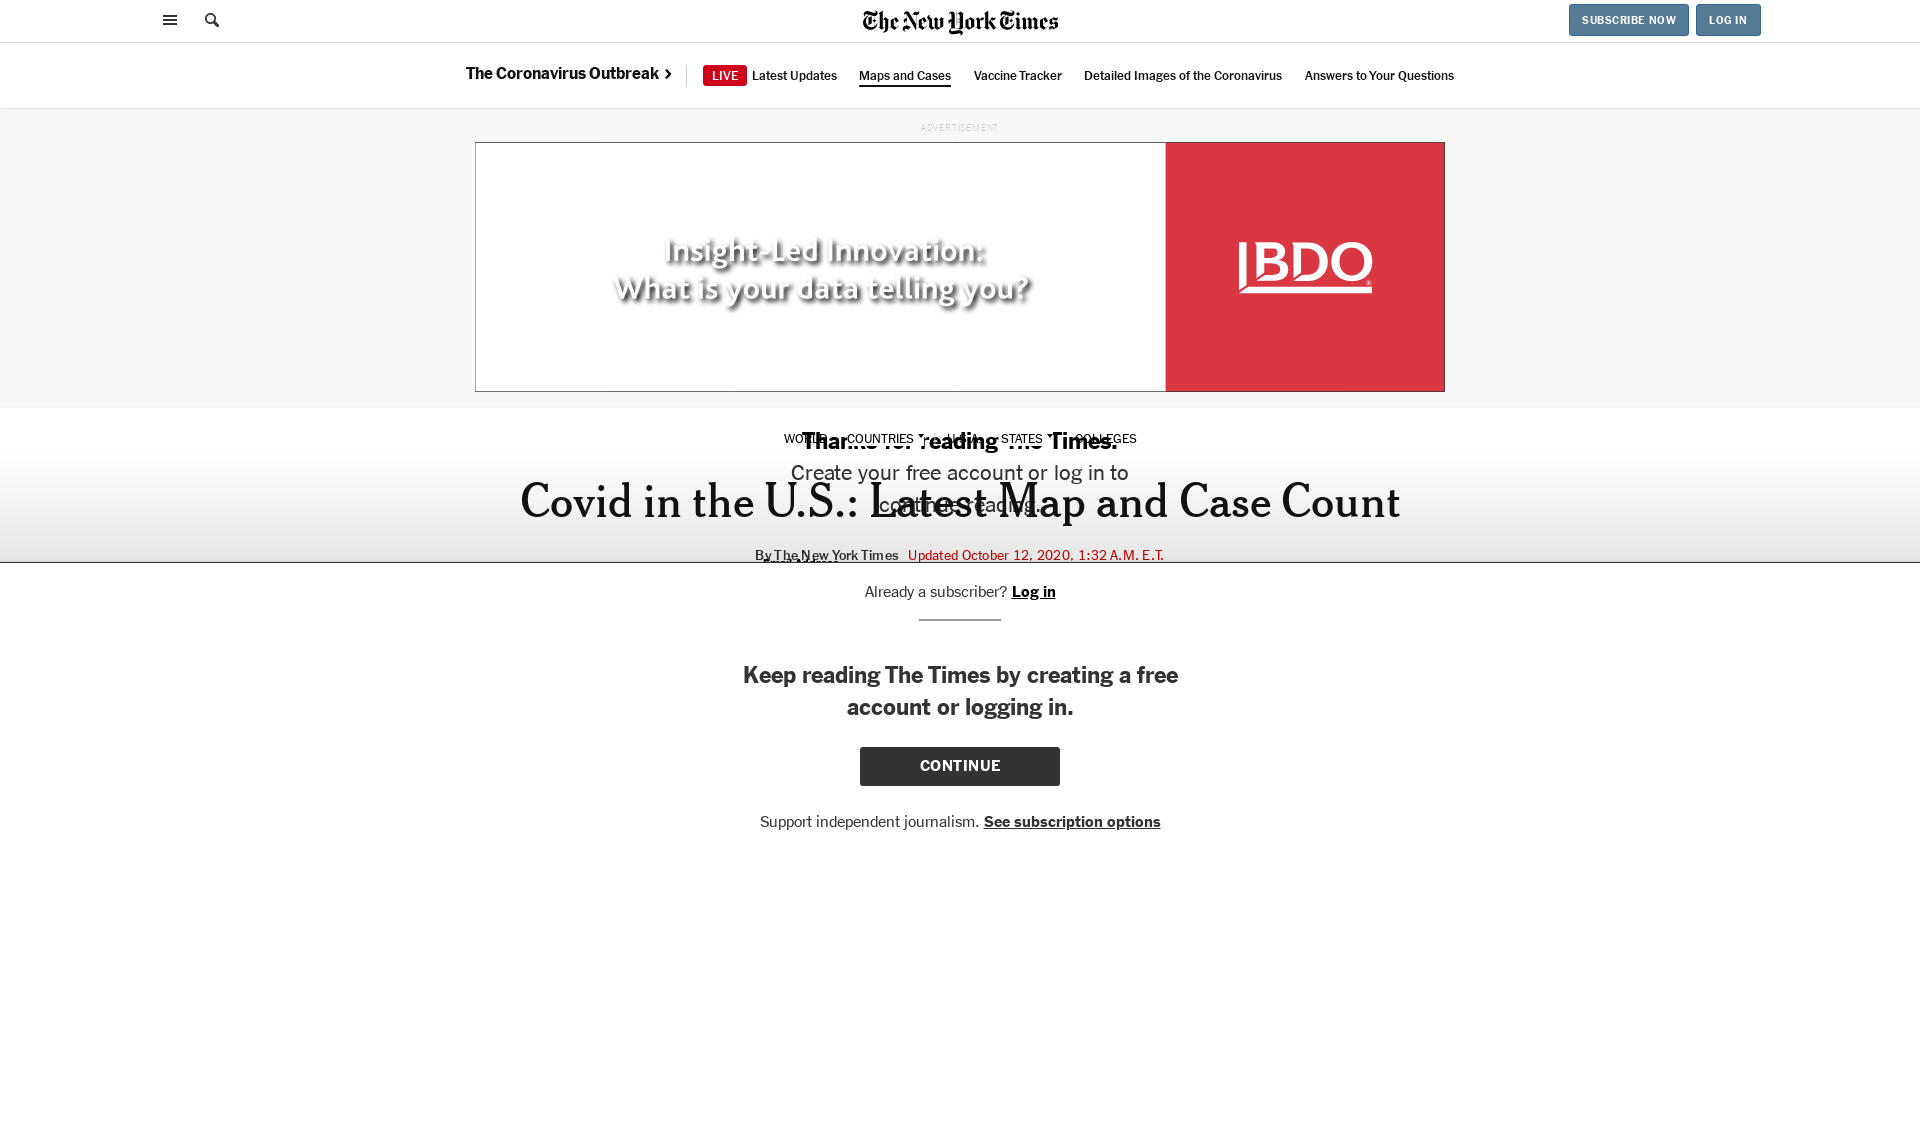 The New York Times
SUBSCRIBE NOW
LOG IN
The Coronavirus Outbreak
LIVE Latest Updates
Maps and Cases
Vaccine Tracker
Detailed Images of the Coronavirus
Answers to Your Questions
ADVERTISEMENT
Insight-Led Innovation:
What is your data telling you?
BDO
WORLD COUNTRIES U.S.A. STATES COLLEGES
Thanks for reading The Times.
Create your free account or log in to
continue reading.
Covid in the U.S.: Latest Map and Case Count
By The New York Times Updated October 12, 2020, 1:32 A.M. E.T.
Email Address
Already a subscriber? Log in
Keep reading The Times by creating a free
account or logging in.
CONTINUE
Support independent journalism. See subscription options